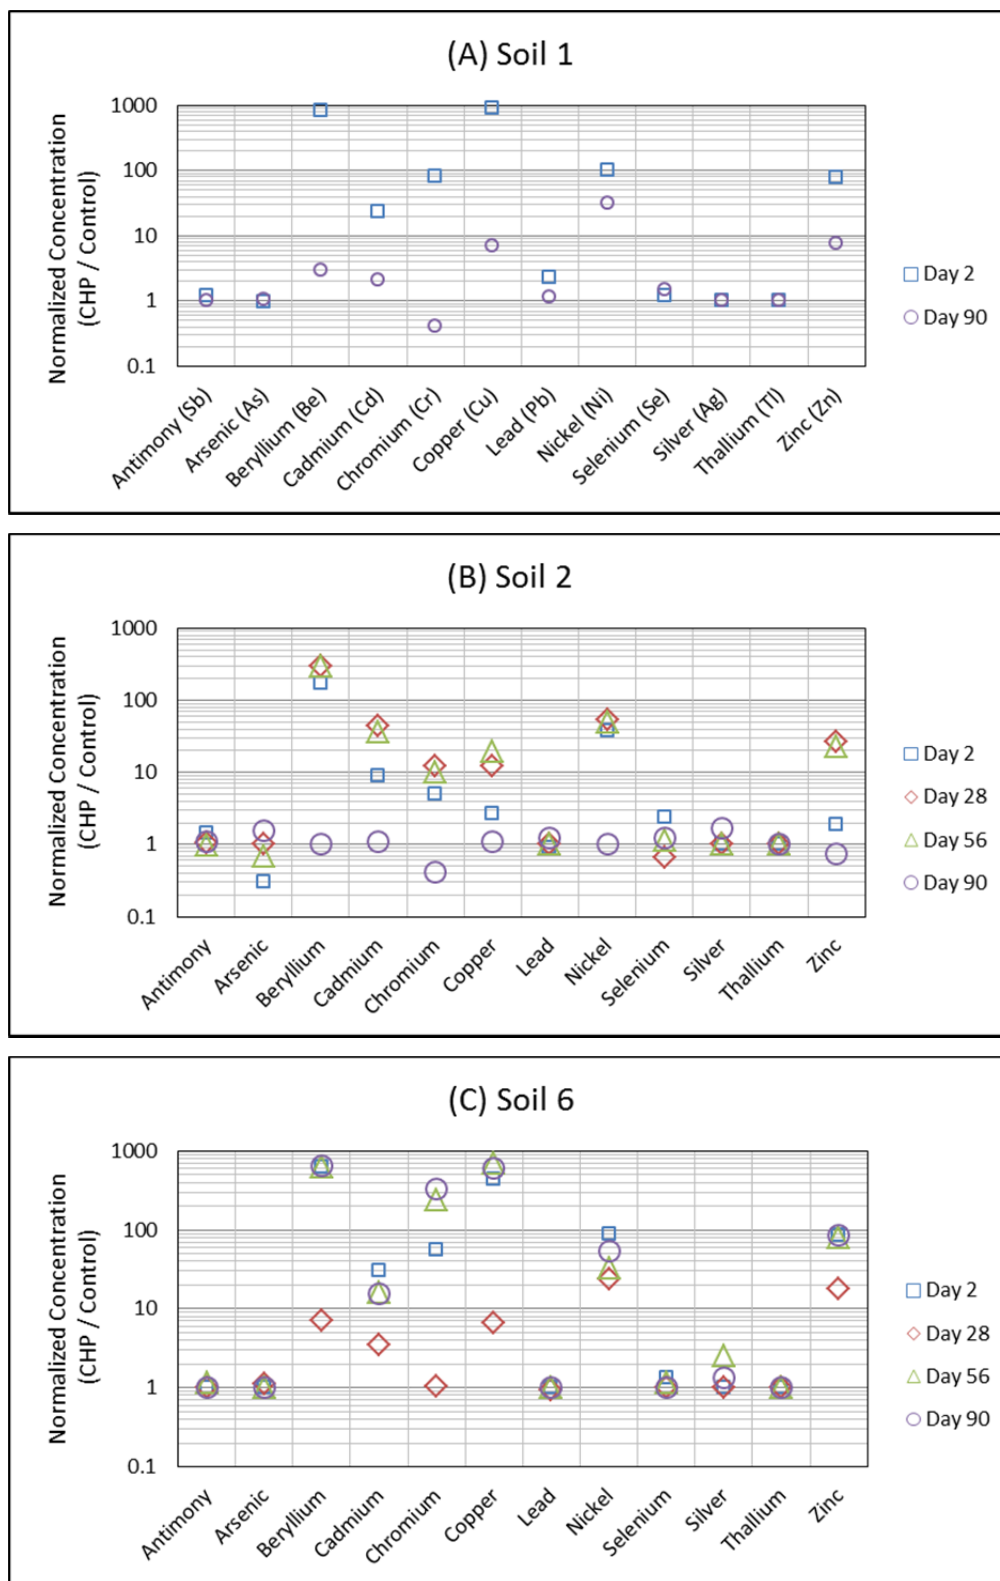 (A) Soil 1
Normalized Concentration
(CHP / Control)
1000
100
10
1
0.1
Antimony (Sb)
Arsenic (As)
Beryllium (Be)
Cadmium (Cd)
Chromium (Cr)
Copper (Cu)
Lead (Pb)
Nickel (Ni)
Selenium (Se)
Silver (Ag)
Thallium (Tl)
Zinc (Zn)
Day 2
Day 90
(B) Soil 2
Normalized Concentration
(CHP / Control)
1000
100
10
1
0.1
Antimony
Arsenic
Beryllium
Cadmium
Chromium
Copper
Lead
Nickel
Selenium
Silver
Thallium
Zinc
Day 2
Day 28
Day 56
Day 90
(C) Soil 6
Normalized Concentration
(CHP / Control)
1000
100
10
1
0.1
Antimony
Arsenic
Beryllium
Cadmium
Chromium
Copper
Lead
Nickel
Selenium
Silver
Thallium
Zinc
Day 2
Day 28
Day 56
Day 90